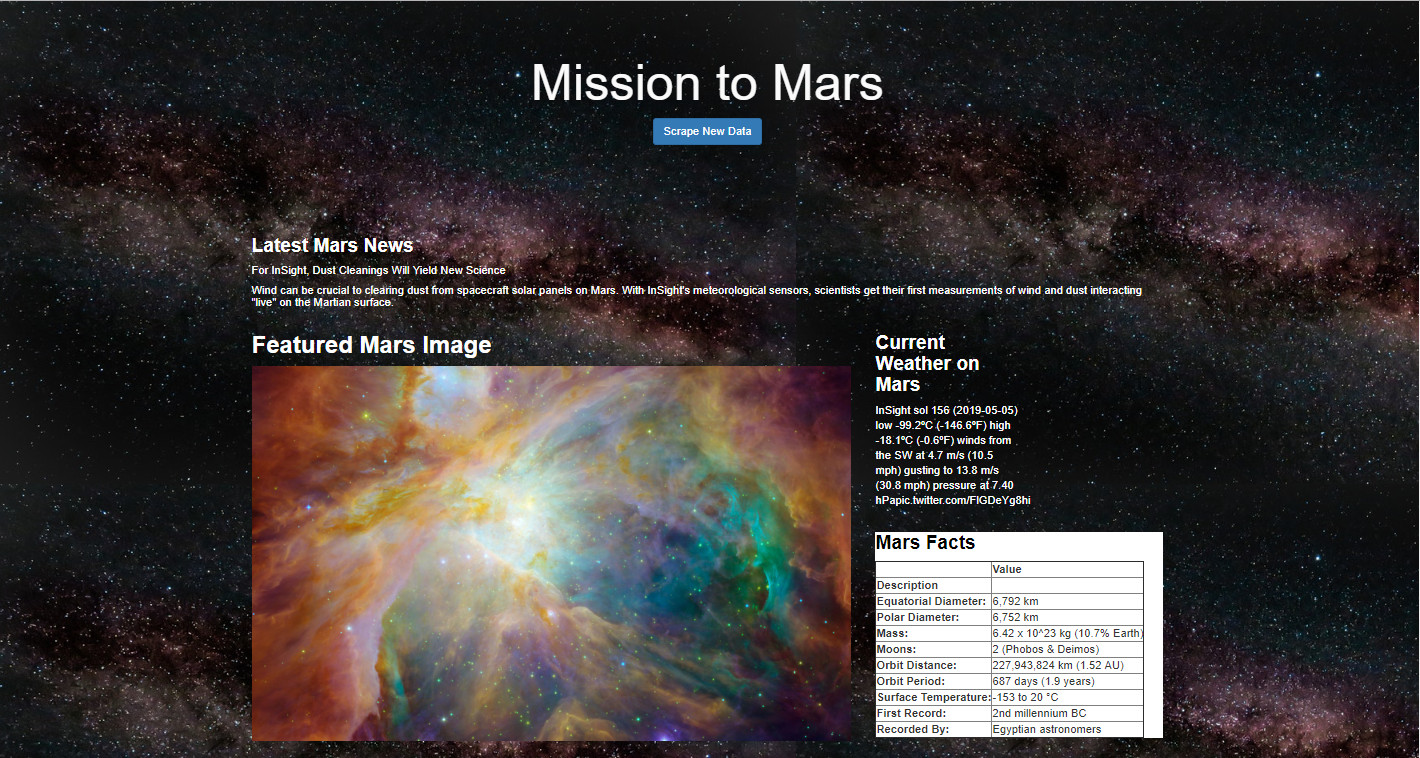 Mission to Mars
Scrape New Data
Latest Mars News
For InSight, Dust Cleanings Will Yield New Science
Wind can be crucial to clearing dust from spacecraft solar panels on Mars. With InSight's meteorological sensors, scientists get their first measurements of wind and dust interacting
"live" on the Martian surface.
Featured Mars Image
Current
Weather on
Mars
InSight sol 156 (2019-05-05)
low -99.2ºC (-146.6ºF) high
-18.1ºC (-0.6ºF) winds from
the SW at 4.7 m/s (10.5
mph) gusting to 13.8 m/s
(30.8 mph) pressure at 7.40
hPapic.twitter.com/FlGDeYg8hi
Mars Facts
Value
Description
Equatorial Diameter: 6,792 km
Polar Diameter: 6,752 km
Mass: 6.42 x 10^23 kg (10.7% Earth)
Moons: 2 (Phobos & Deimos)
Orbit Distance: 227,943,824 km (1.52 AU)
Orbit Period: 687 days (1.9 years)
Surface Temperature: -153 to 20 °C
First Record: 2nd millennium BC
Recorded By: Egyptian astronomers